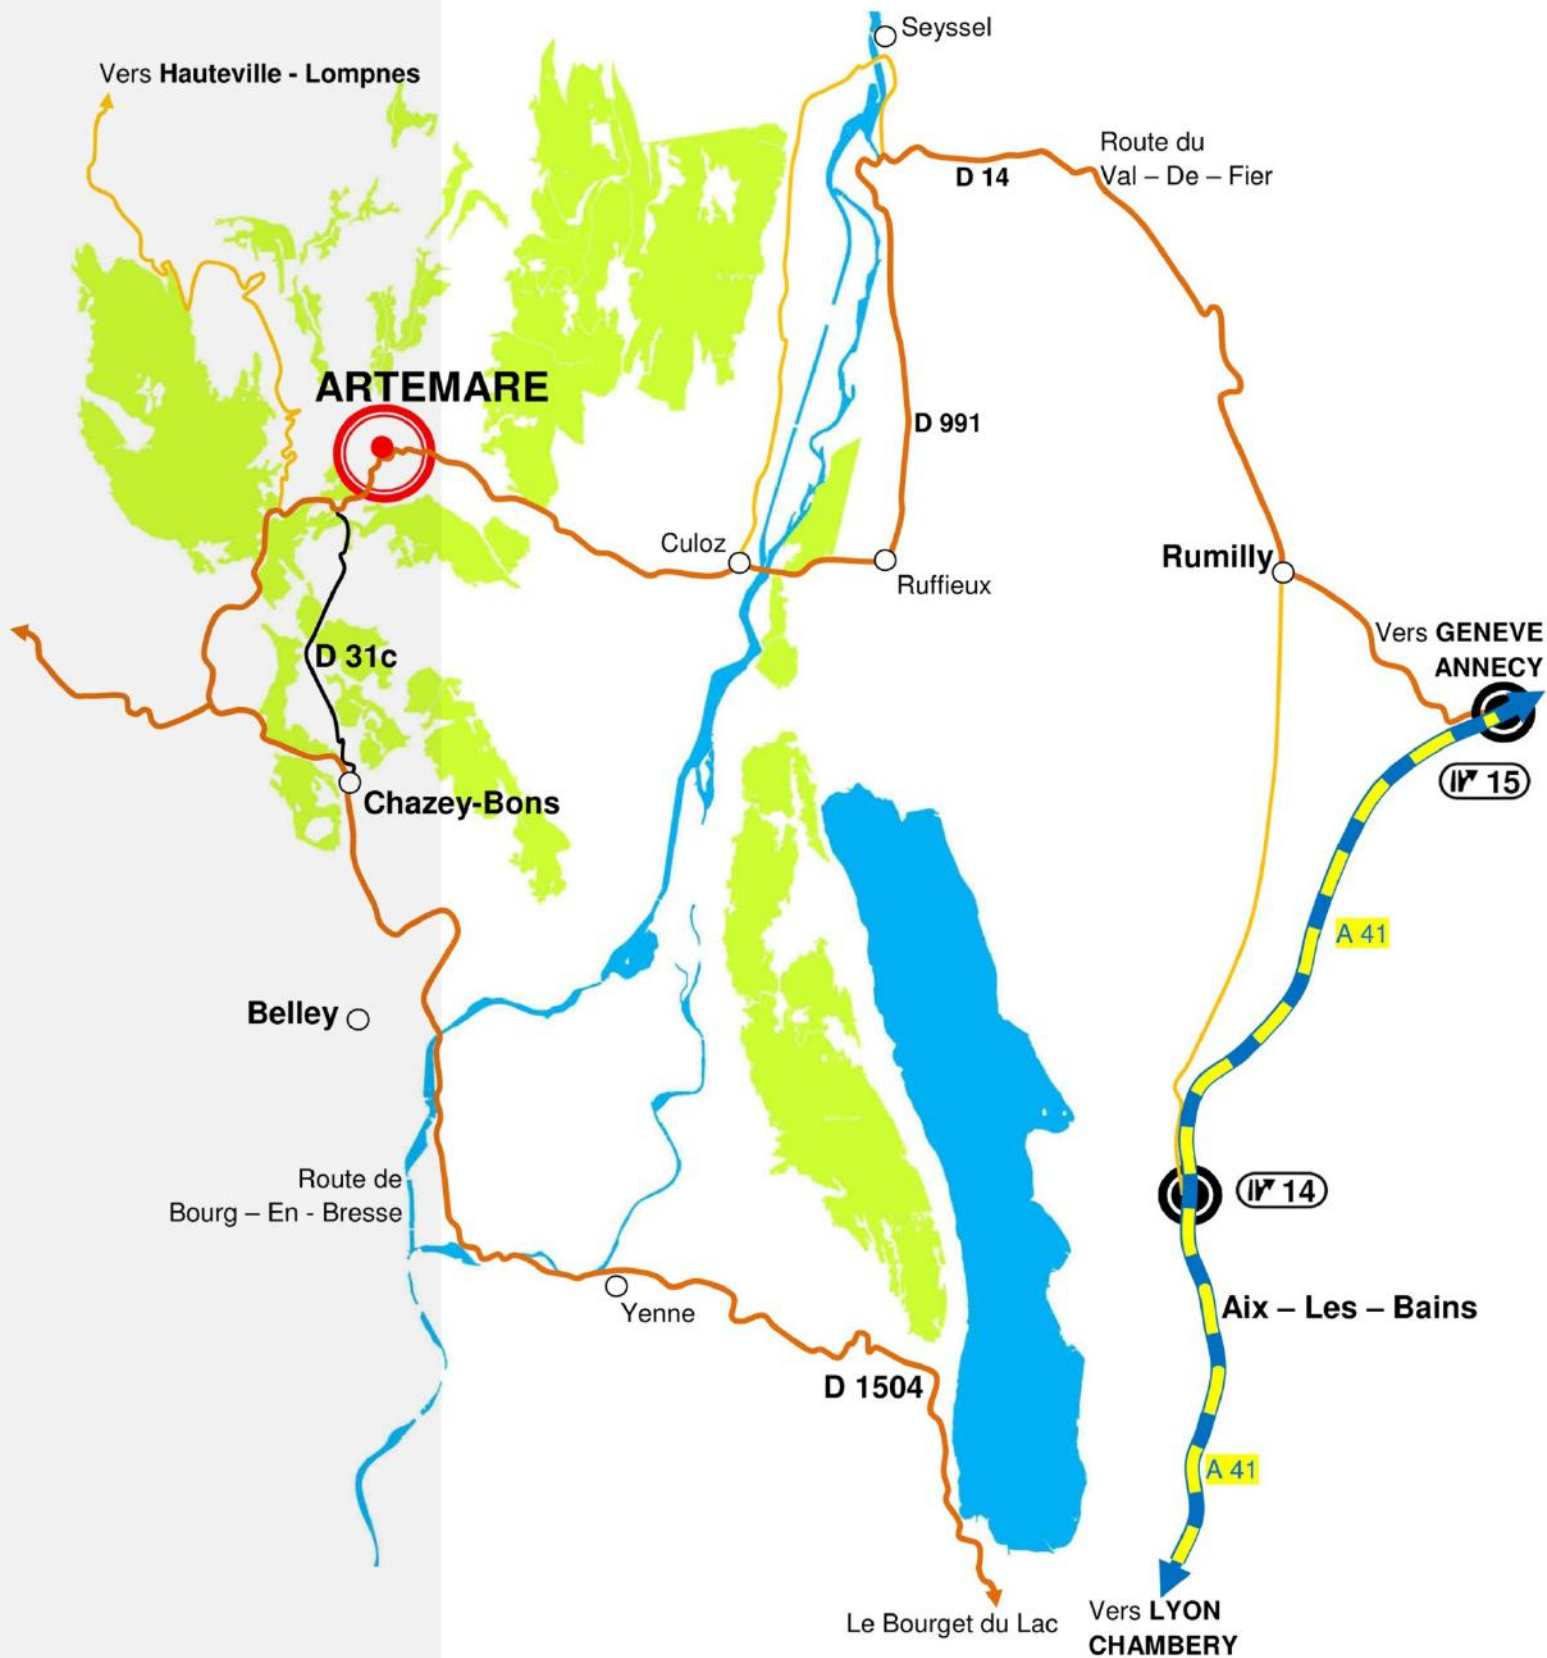 Seyssel
Vers Hauteville - Lompnes
Route du
Val – De – Fier
D 14
ARTEMARE
D 991
Culoz
Rumilly
Ruffieux
Vers GENEVE
ANNECY
D 31c
15
Chazey-Bons
A 41
Belley
Route de
Bourg – En - Bresse
14
Yenne
Aix – Les – Bains
D 1504
A 41
Le Bourget du Lac
Vers LYON
CHAMBERY